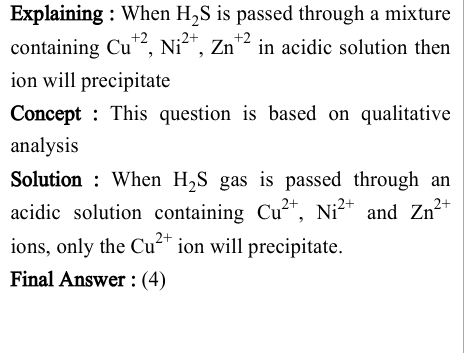 Explaining : When H₂S is passed through a mixture
containing Cu⁺², Ni²⁺, Zn⁺² in acidic solution then
ion will precipitate
Concept : This question is based on qualitative
analysis
Solution : When H₂S gas is passed through an
acidic solution containing Cu²⁺, Ni²⁺ and Zn²⁺
ions, only the Cu²⁺ ion will precipitate.
Final Answer : (4)